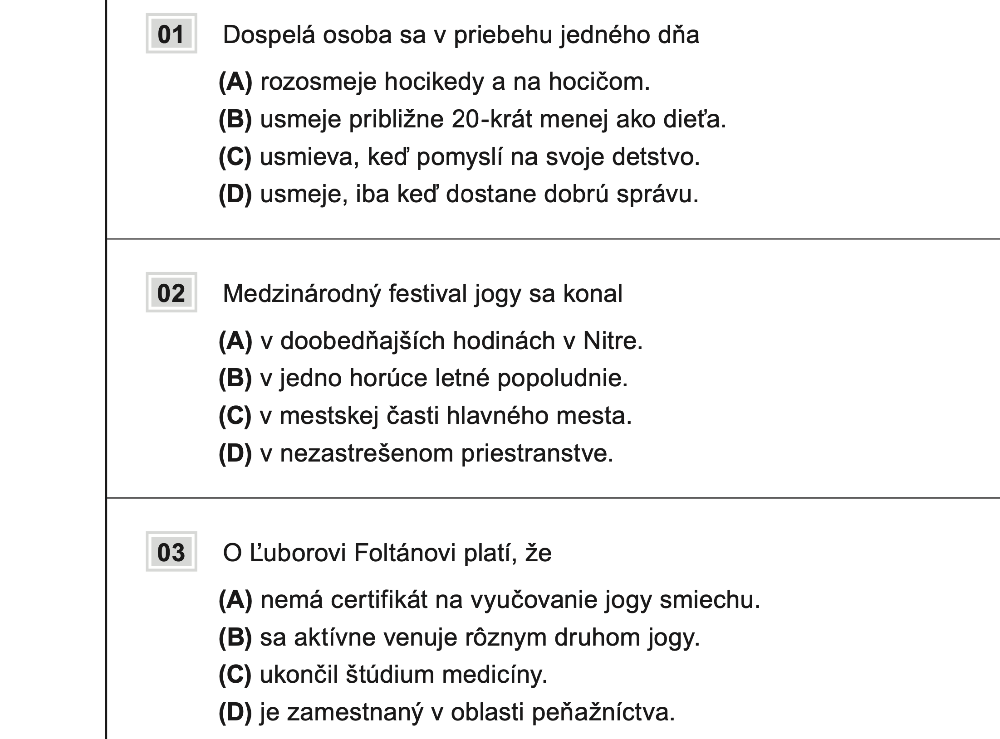 01 Dospelá osoba sa v priebehu jedného dňa
(A) rozosmeje hocikedy a na hocičom.
(B) usmeje približne 20-krát menej ako dieťa.
(C) usmieva, keď pomyslí na svoje detstvo.
(D) usmeje, iba keď dostane dobrú správu.
02 Medzinárodný festival jogy sa konal
(A) v doobedňajších hodinách v Nitre.
(B) v jedno horúce letné popoludnie.
(C) v mestskej časti hlavného mesta.
(D) v nezastrešenom priestranstve.
03 O Ľuborovi Foltánovi platí, že
(A) nemá certifikát na vyučovanie jogy smiechu.
(B) sa aktívne venuje rôznym druhom jogy.
(C) ukončil štúdium medicíny.
(D) je zamestnaný v oblasti peňažníctva.